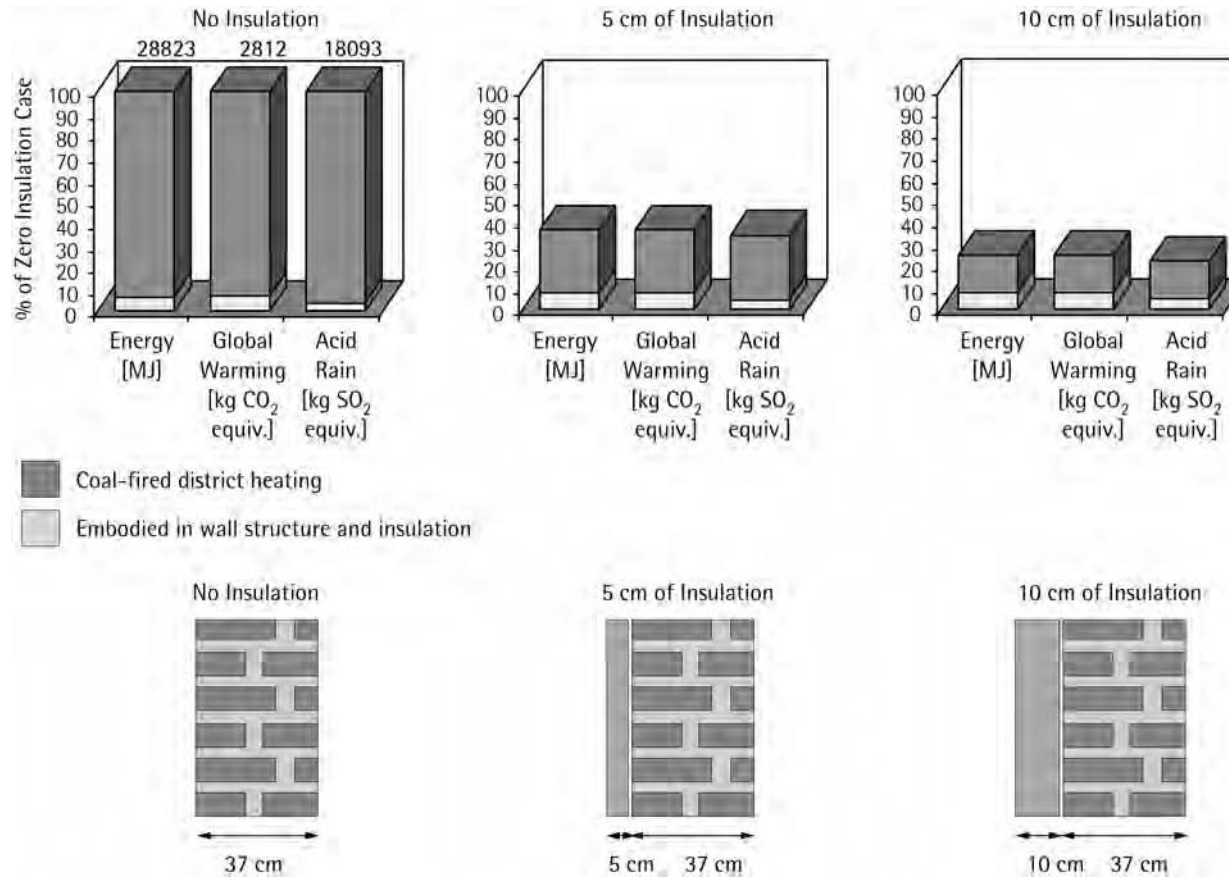 No Insulation
28823 2812 18093
% of Zero Insulation Case
100
90
80
70
60
50
40
30
20
10
0
Energy
[MJ]
Global
Warming
[kg CO₂
equiv.]
Acid
Rain
[kg SO₂
equiv.]
5 cm of Insulation
100
90
80
70
60
50
40
30
20
10
0
Energy
[MJ]
Global
Warming
[kg CO₂
equiv.]
Acid
Rain
[kg SO₂
equiv.]
10 cm of Insulation
100
90
80
70
60
50
40
30
20
10
0
Energy
[MJ]
Global
Warming
[kg CO₂
equiv.]
Acid
Rain
[kg SO₂
equiv.]
Coal-fired district heating
Embodied in wall structure and insulation
No Insulation
37 cm
5 cm of Insulation
5 cm 37 cm
10 cm of Insulation
10 cm 37 cm